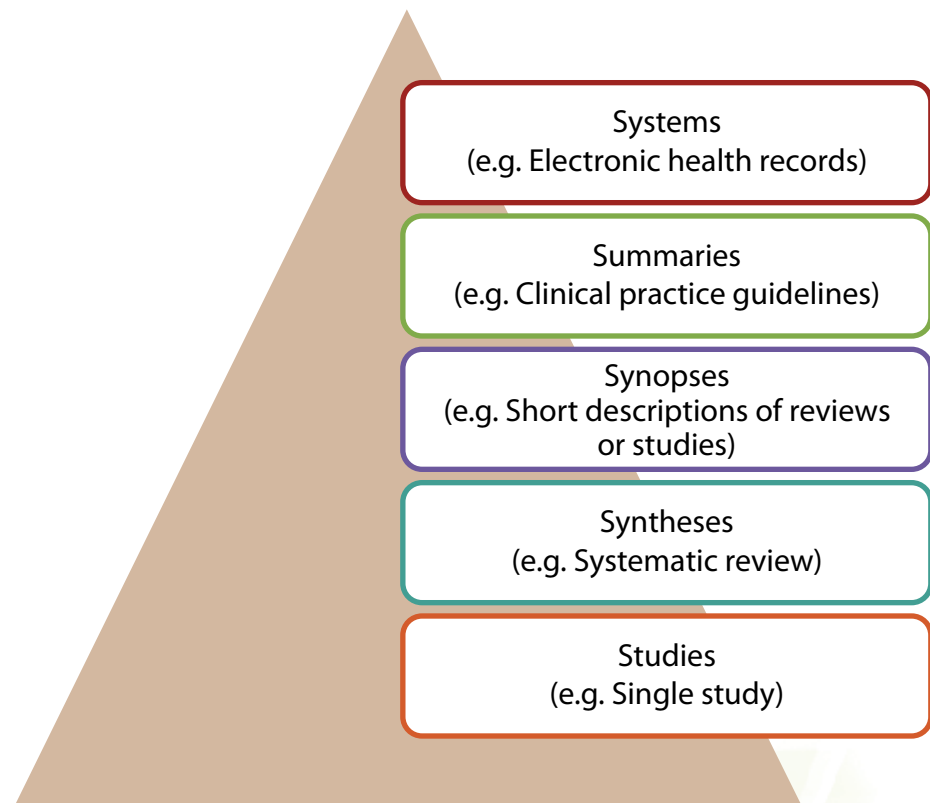 Systems
(e.g. Electronic health records)
Summaries
(e.g. Clinical practice guidelines)
Synopses
(e.g. Short descriptions of reviews
or studies)
Syntheses
(e.g. Systematic review)
Studies
(e.g. Single study)